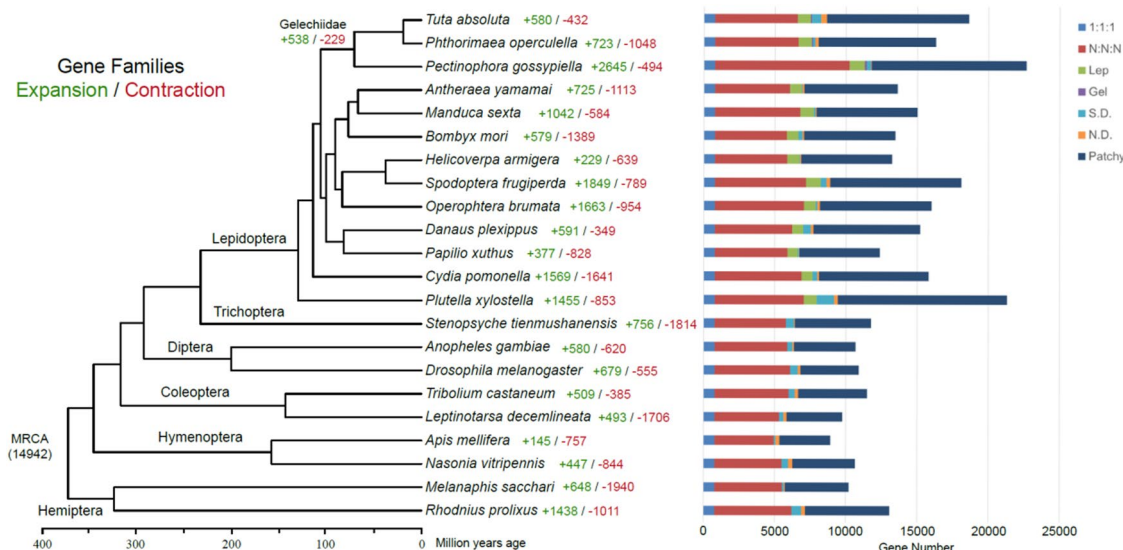 Gelechiidae
+538 / -229
Gene Families
Expansion / Contraction
Tuta absoluta +580 / -432
Phthorimaea operculella +723 / -1048
Pectinophora gossypiella +2645 / -494
Antheraea yamamai +725 / -1113
Manduca sexta +1042 / -584
Bombyx mori +579 / -1389
Helicoverpa armigera +229 / -639
Spodoptera frugiperda +1849 / -789
Operophtera brumata +1663 / -954
Lepidoptera
Danaus plexippus +591 / -349
Papilio xuthus +377 / -828
Cydia pomonella +1569 / -1641
Plutella xylostella +1455 / -853
Trichoptera
Stenopsyche tienmushanensis +756 / -1814
Diptera
Anopheles gambiae +580 / -620
Drosophila melanogaster +679 / -555
Coleoptera
Tribolium castaneum +509 / -385
Leptinotarsa decemlineata +493 / -1706
Hymenoptera
Apis mellifera +145 / -757
MRCA
(14942)
Nasonia vitripennis +447 / -844
Melanaphis sacchari +648 / -1940
Hemiptera
Rhodnius prolixus +1438 / -1011
400 300 200 100 0 Million years age
1:1:1
N:N:N
Lep
Gel
S.D.
N.D.
Patchy
0 5000 10000 15000 20000 25000
Gene Number